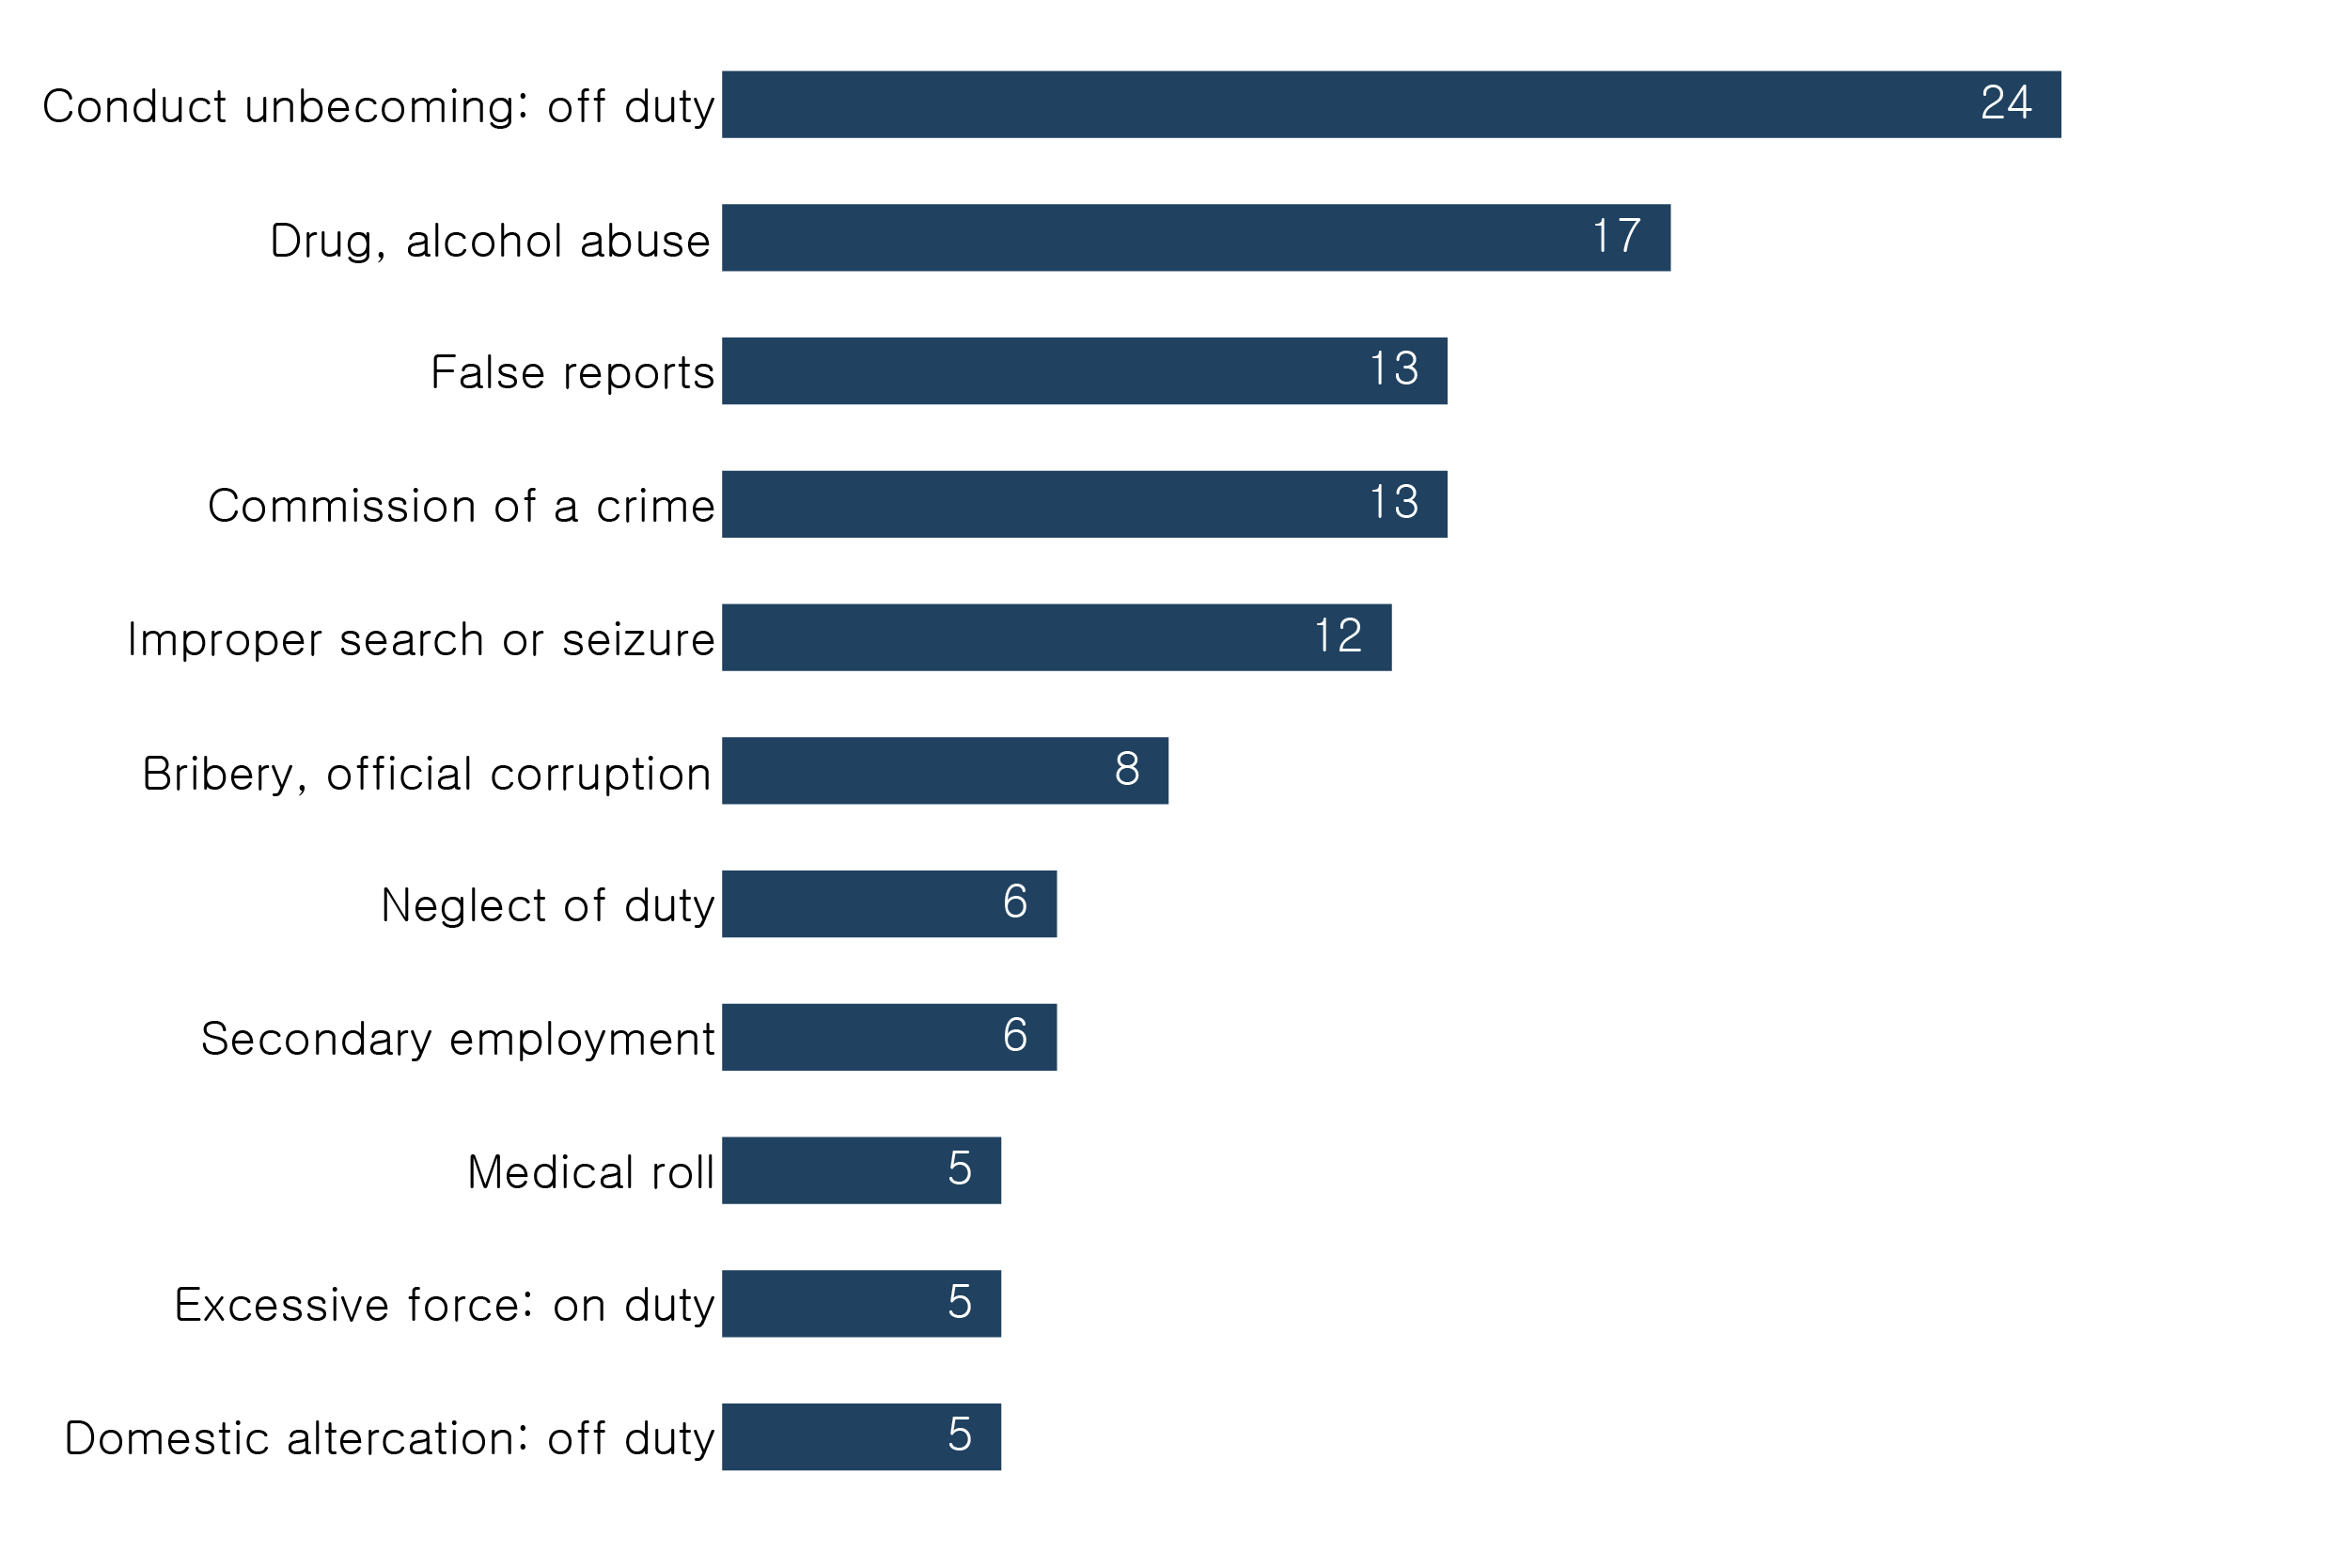 Conduct unbecoming: off duty 24
Drug, alcohol abuse 17
False reports 13
Commission of a crime 13
Improper search or seizure 12
Bribery, official corruption 8
Neglect of duty 6
Secondary employment 6
Medical roll 5
Excessive force: on duty 5
Domestic altercation: off duty 5